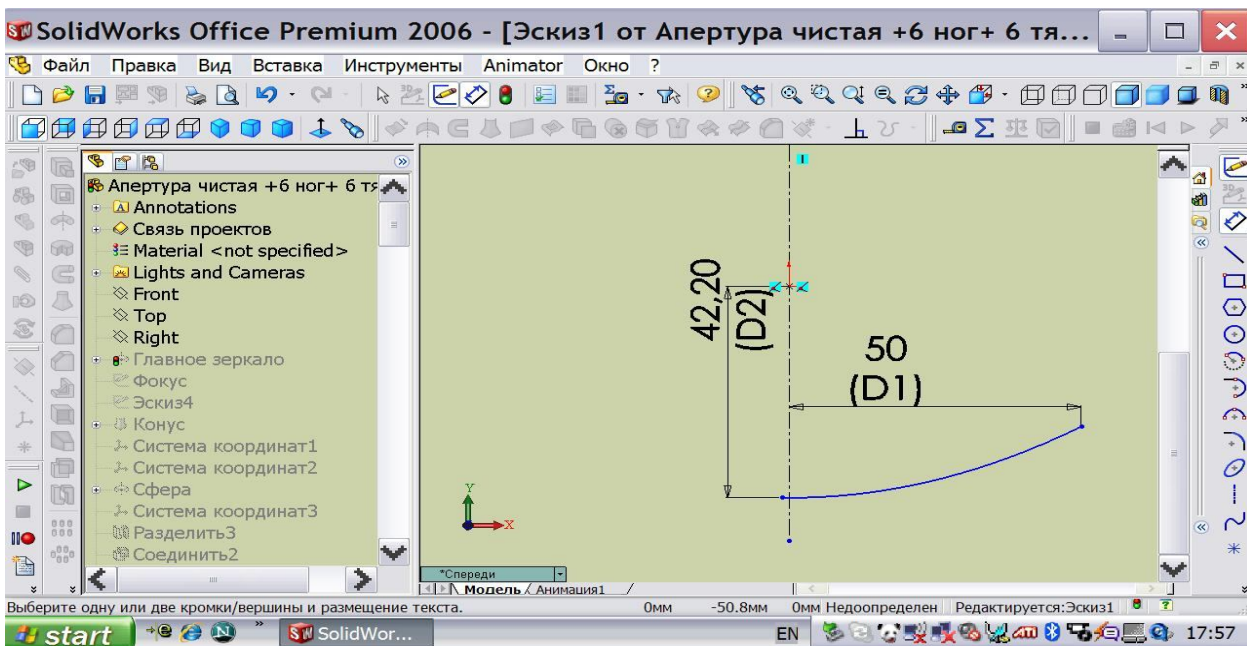 SolidWorks Office Premium 2006 - [Эскиз1 от Апертура чистая +6 ног+ 6 тя...
Файл Правка Вид Вставка Инструменты Animator Окно ?
Апертура чистая +6 ног+ 6 тя
Annotations
Связь проектов
Material <not specified>
Lights and Cameras
Front
Top
Right
Главное зеркало
Фокус
Эскиз4
Конус
Система координат1
Система координат2
Сфера
Система координат3
Разделить3
Соединить2
42,20
(D2)
50
(D1)
Y
X
*Спереди
Модель Анимация1
Выберите одну или две кромки/вершины и размещение текста. 0мм -50.8мм 0мм Недоопределен Редактируется:Эскиз1
start SolidWor... EN 17:57